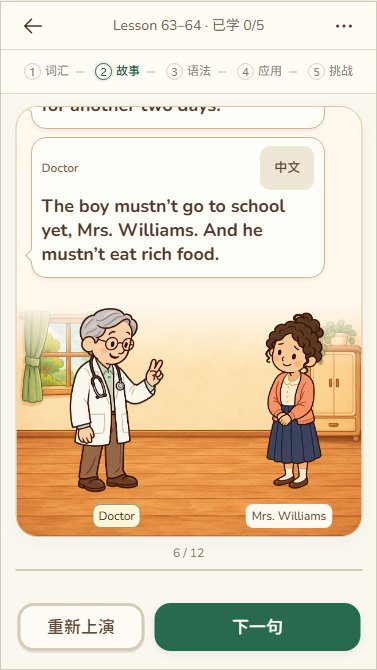 Lesson 63–64 · 已学 0/5
1 词汇 2 故事 3 语法 4 应用 5 挑战
for another two days.
Doctor
中文
The boy mustn’t go to school
yet, Mrs. Williams. And he
mustn’t eat rich food.
Doctor
Mrs. Williams
6 / 12
重新上演
下一句